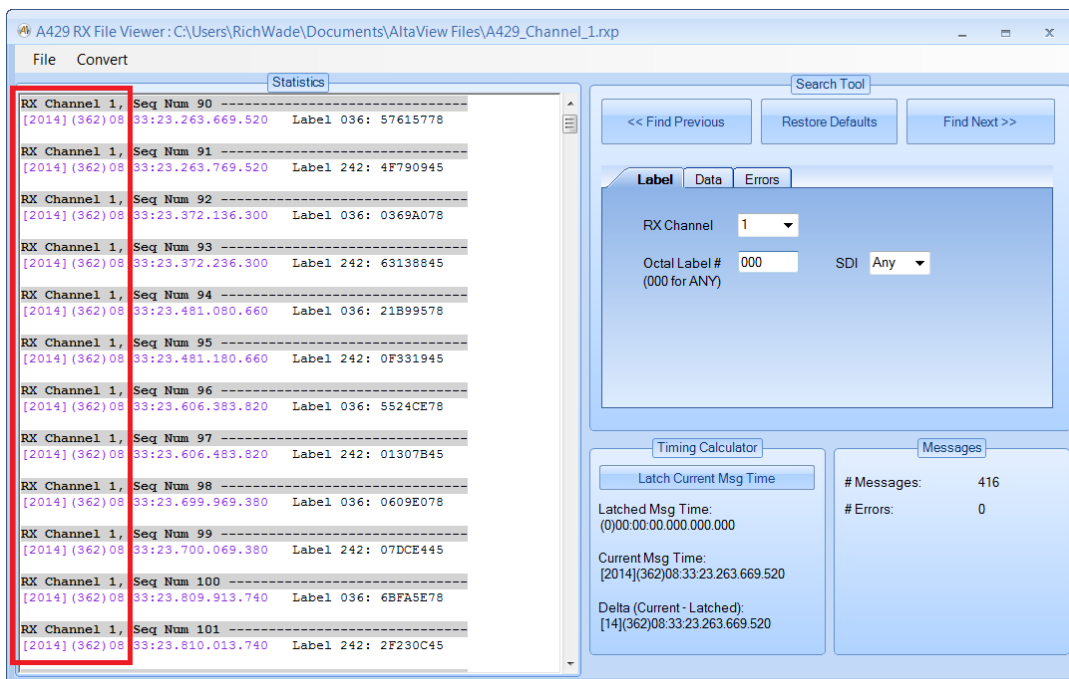 A429 RX File Viewer : C:\Users\RichWade\Documents\AltaView Files\A429_Channel_1.rxp
File Convert
Statistics
RX Channel 1, Seq Num 90 -------------------------------
[2014](362)08:33:23.263.669.520 Label 036: 57615778
RX Channel 1, Seq Num 91 -------------------------------
[2014](362)08:33:23.263.769.520 Label 242: 4F790945
RX Channel 1, Seq Num 92 -------------------------------
[2014](362)08:33:23.372.136.300 Label 036: 0369A078
RX Channel 1, Seq Num 93 -------------------------------
[2014](362)08:33:23.372.236.300 Label 242: 63138845
RX Channel 1, Seq Num 94 -------------------------------
[2014](362)08:33:23.481.080.660 Label 036: 21B99578
RX Channel 1, Seq Num 95 -------------------------------
[2014](362)08:33:23.481.180.660 Label 242: 0F331945
RX Channel 1, Seq Num 96 -------------------------------
[2014](362)08:33:23.606.383.820 Label 036: 5524CE78
RX Channel 1, Seq Num 97 -------------------------------
[2014](362)08:33:23.606.483.820 Label 242: 01307B45
RX Channel 1, Seq Num 98 -------------------------------
[2014](362)08:33:23.699.969.380 Label 036: 0609E078
RX Channel 1, Seq Num 99 -------------------------------
[2014](362)08:33:23.700.069.380 Label 242: 07DCE445
RX Channel 1, Seq Num 100 ------------------------------
[2014](362)08:33:23.809.913.740 Label 036: 6BFA5E78
RX Channel 1, Seq Num 101 ------------------------------
[2014](362)08:33:23.810.013.740 Label 242: 2F230C45
Search Tool
<< Find Previous
Restore Defaults
Find Next >>
Label Data Errors
RX Channel 1
Octal Label # 000 SDI Any
(000 for ANY)
Timing Calculator
Latch Current Msg Time
Latched Msg Time:
(0)00:00:00.000.000.000
Current Msg Time:
[2014](362)08:33:23.263.669.520
Delta (Current - Latched):
[14](362)08:33:23.263.669.520
Messages
# Messages: 416
# Errors: 0